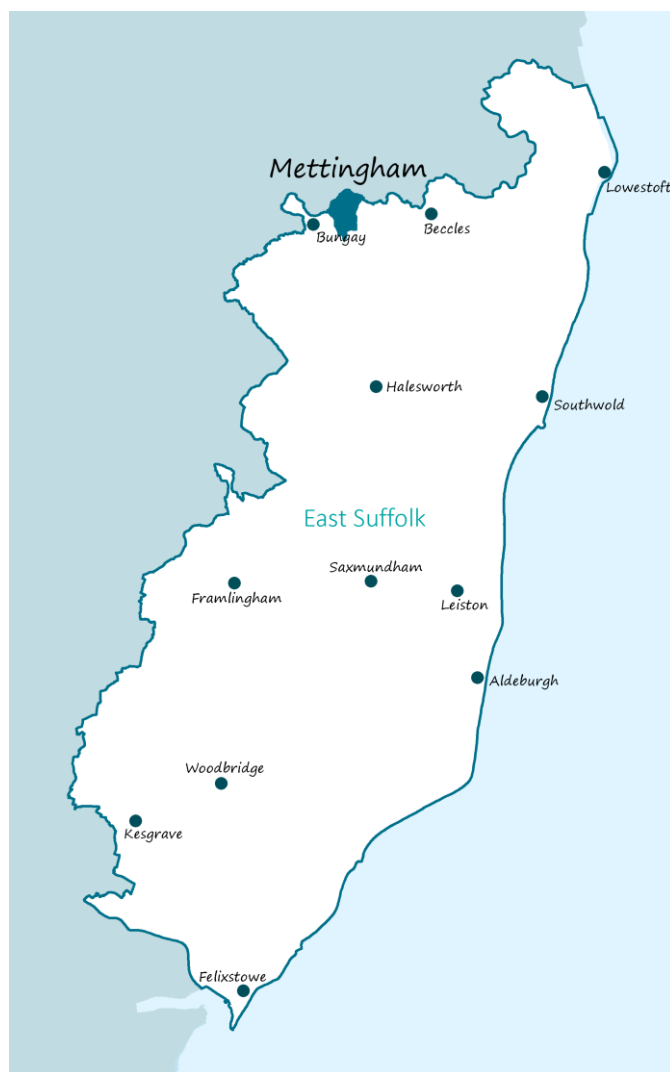 Mettingham
Lowestoft
Beccles
Bungay
Halesworth
Southwold
East Suffolk
Saxmundham
Framlingham
Leiston
Aldeburgh
Woodbridge
Kesgrave
Felixstowe